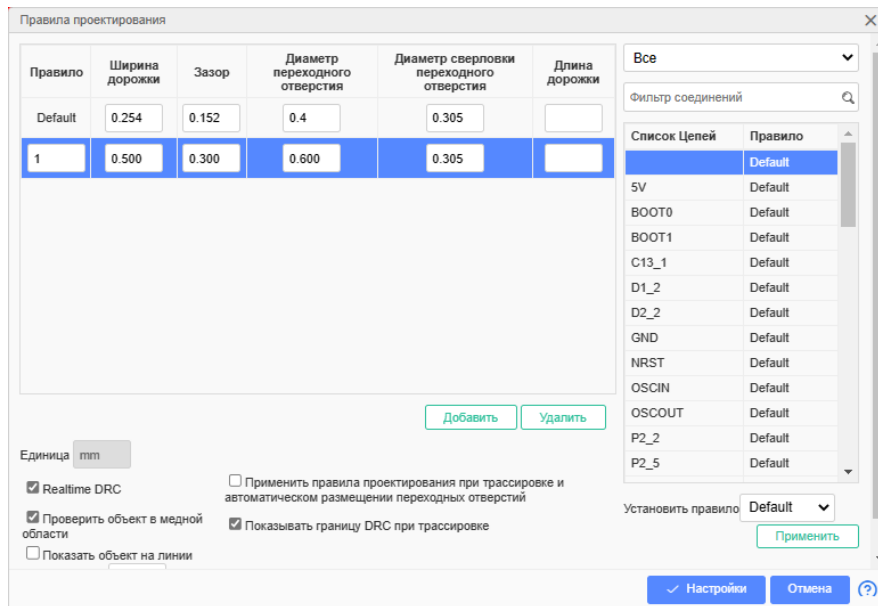 Правила проектирования
Правило
Ширина дорожки
Зазор
Диаметр переходного отверстия
Диаметр сверловки переходного отверстия
Длина дорожки
Default 0.254 0.152 0.4 0.305
1 0.500 0.300 0.600 0.305
Добавить Удалить
Единица mm
Realtime DRC
Проверить объект в медной области
Показать объект на линии
Применить правила проектирования при трассировке и
автоматическом размещении переходных отверстий
Показывать границу DRC при трассировке
Все
Фильтр соединений
Список Цепей Правило
Default
5V Default
BOOT0 Default
BOOT1 Default
C13_1 Default
D1_2 Default
D2_2 Default
GND Default
NRST Default
OSCIN Default
OSCOUT Default
P2_2 Default
P2_5 Default
Установить правило Default
Применить
Настройки Отмена